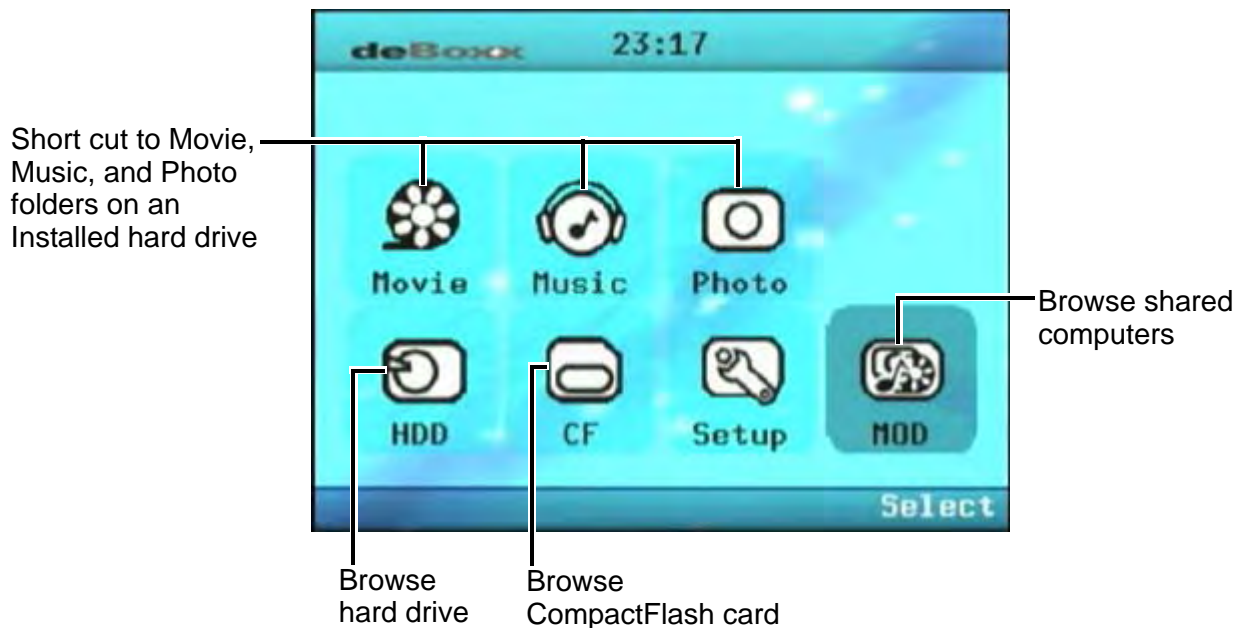 deBoxx 23:17
Short cut to Movie,
Music, and Photo
folders on an
Installed hard drive
Movie Music Photo
Browse shared
computers
HDD CF Setup MOD
Select
Browse
hard drive
Browse
CompactFlash card